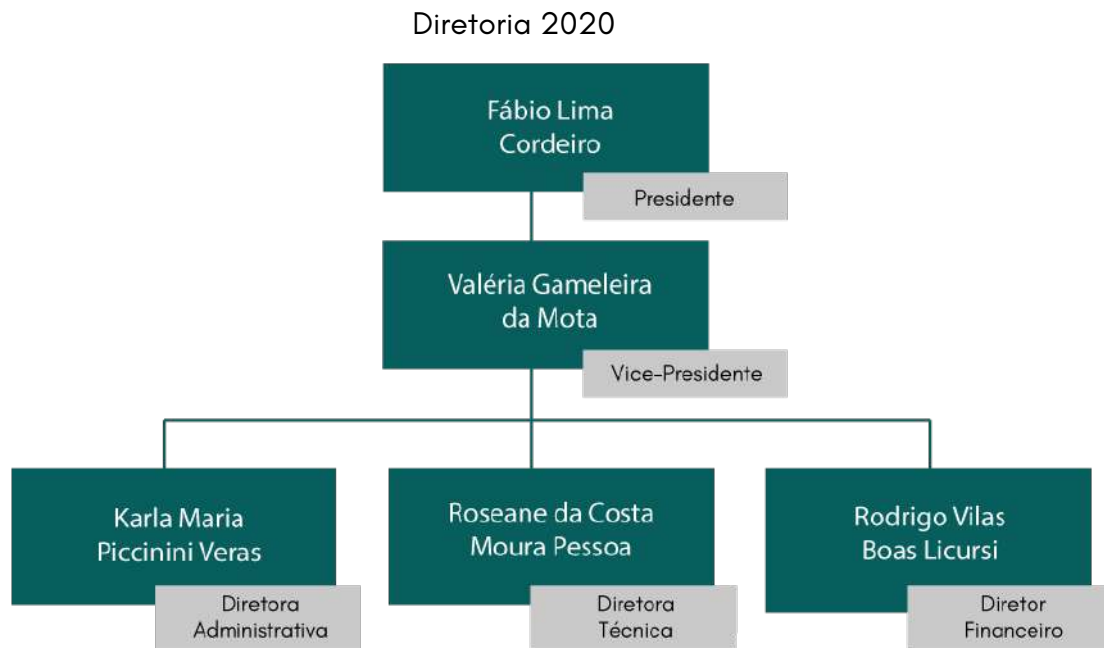 Diretoria 2020
Fábio Lima
Cordeiro
Presidente
Valéria Gameleira
da Mota
Vice-Presidente
Karla Maria
Piccinini Veras
Diretora
Administrativa
Roseane da Costa
Moura Pessoa
Diretora
Técnica
Rodrigo Vilas
Boas Licursi
Diretor
Financeiro